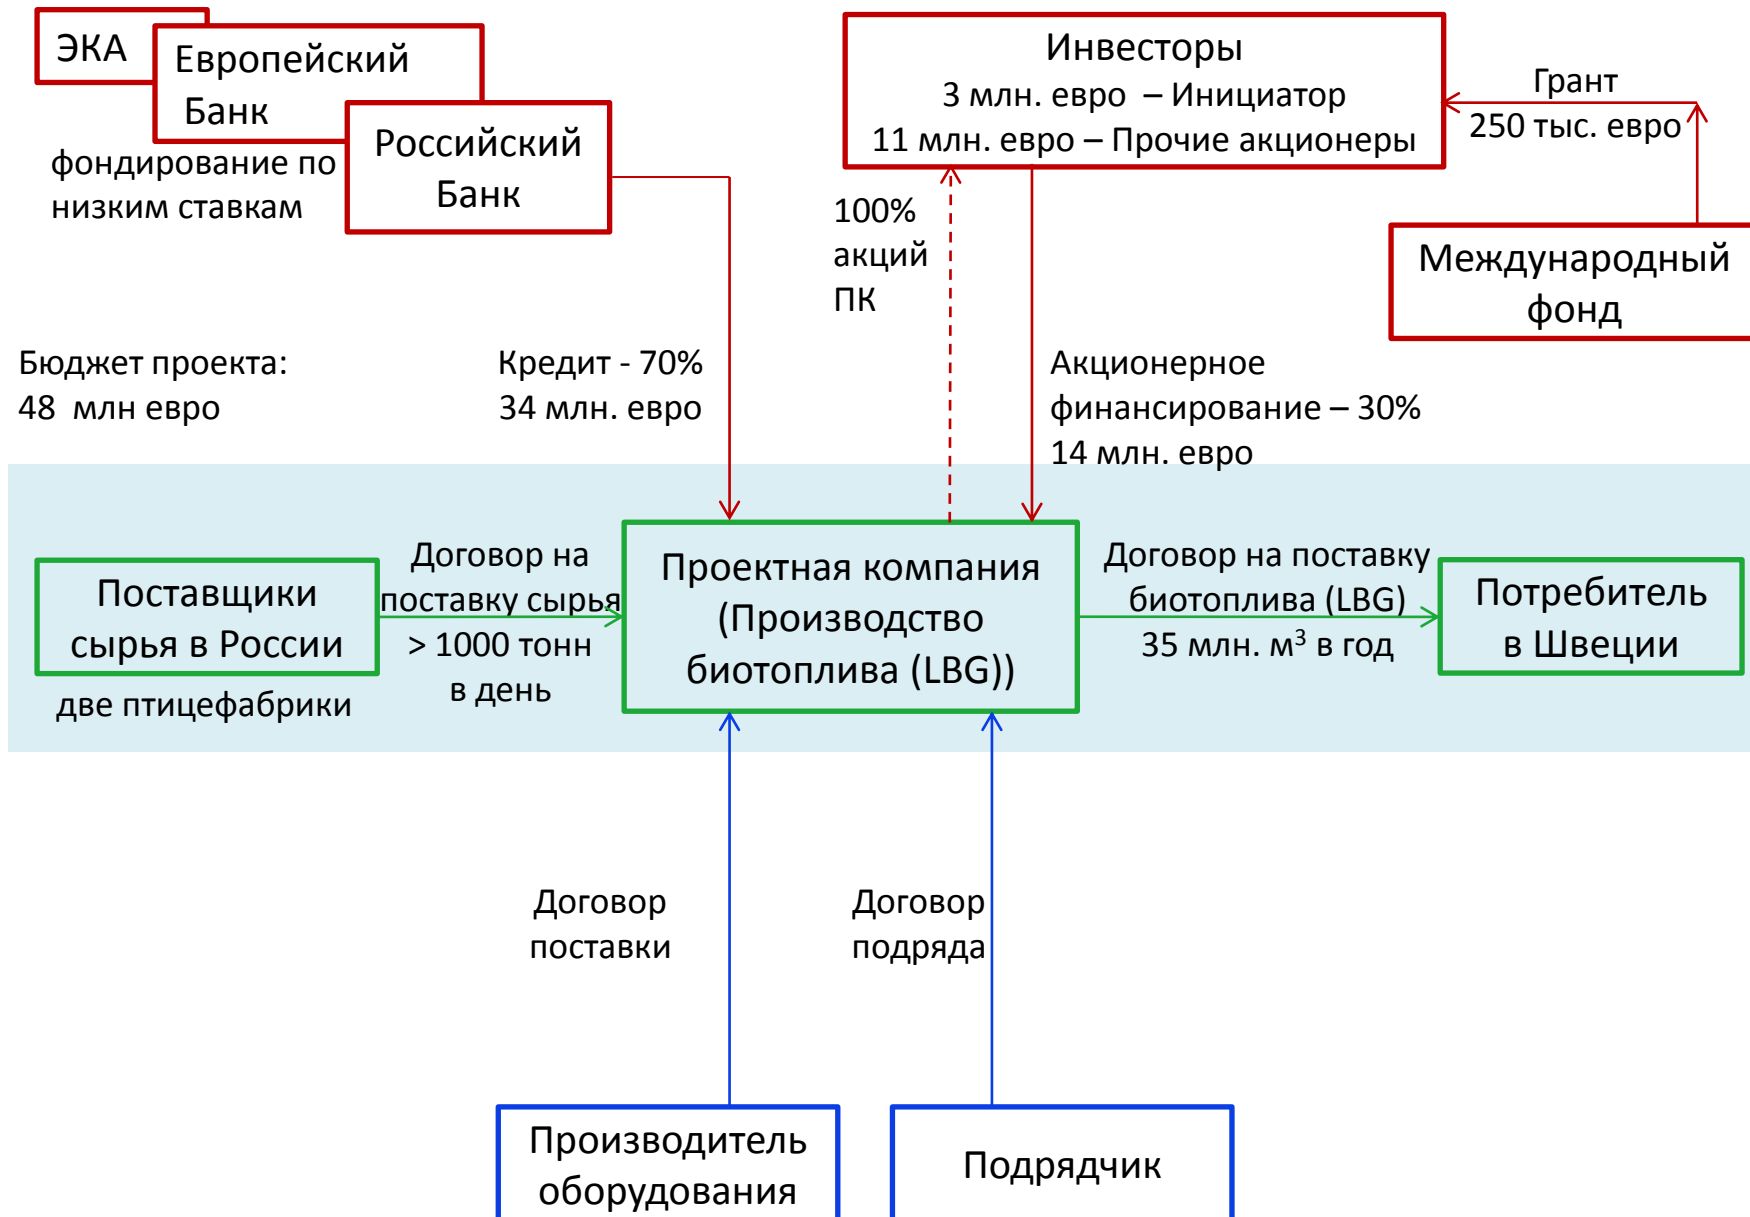 ЭКА
Европейский
Банк
Российский
Банк
фондирование по
низким ставкам
Инвесторы
3 млн. евро – Инициатор
11 млн. евро – Прочие акционеры
Грант
250 тыс. евро
Международный
фонд
100%
акций
ПК
Бюджет проекта:
48 млн евро
Кредит - 70%
34 млн. евро
Акционерное
финансирование – 30%
14 млн. евро
Поставщики
сырья в России
две птицефабрики
Договор на
поставку сырья
> 1000 тонн
в день
Проектная компания
(Производство
биотоплива (LBG))
Договор на поставку
биотоплива (LBG)
35 млн. м³ в год
Потребитель
в Швеции
Договор
поставки
Договор
подряда
Производитель
оборудования
Подрядчик